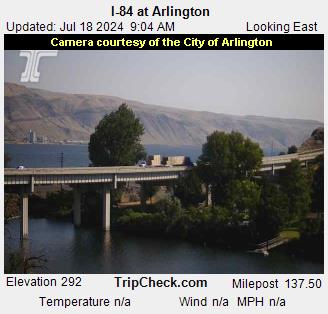 I-84 at Arlington
Updated: Jul 18 2024 9:04 AM Looking East
Camera courtesy of the City of Arlington
Elevation 292 TripCheck.com Milepost 137.50
Temperature n/a Wind n/a MPH n/a